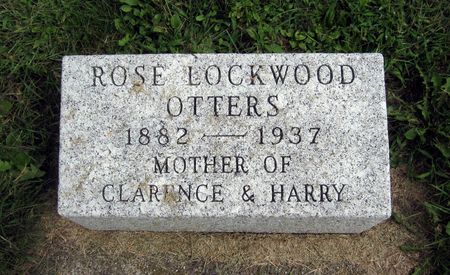 ROSE LOCKWOOD
OTTERS
1882 — 1937
MOTHER OF
CLARENCE & HARRY